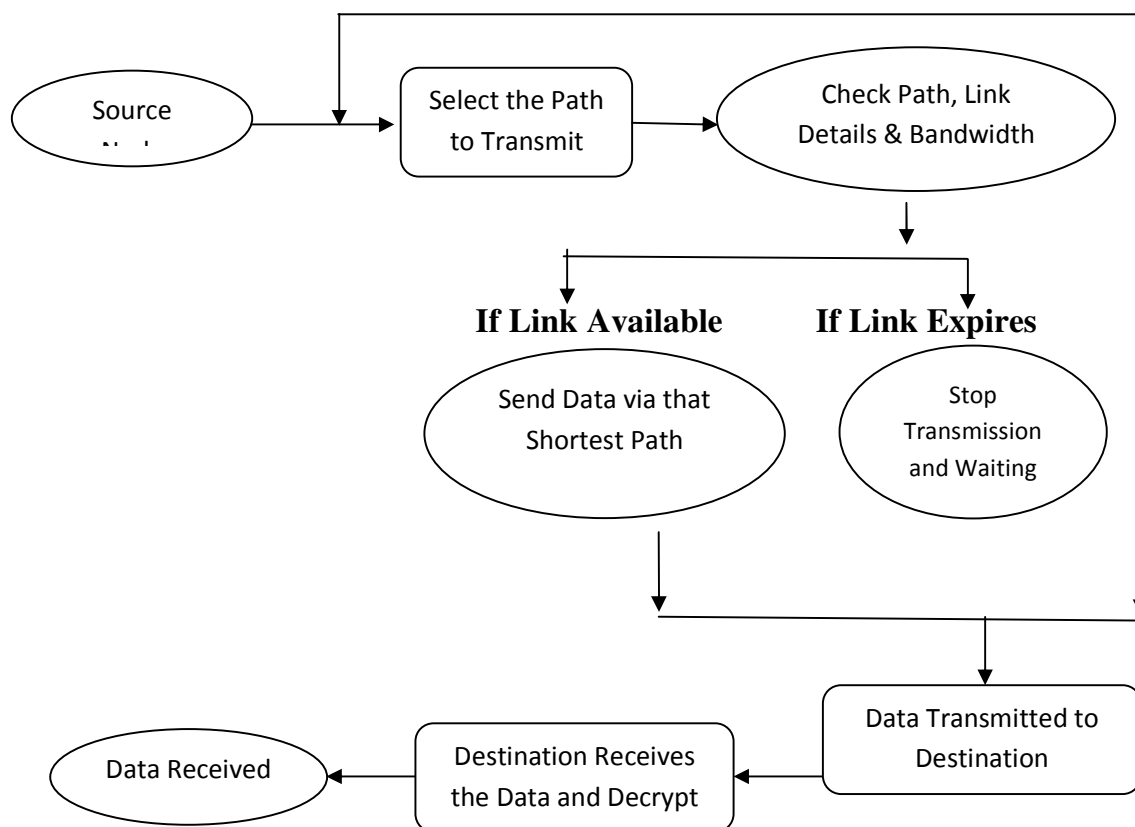 Source
Select the Path
to Transmit
Check Path, Link
Details & Bandwidth
If Link Available
If Link Expires
Send Data via that
Shortest Path
Stop
Transmission
and Waiting
Data Transmitted to
Destination
Destination Receives
the Data and Decrypt
Data Received